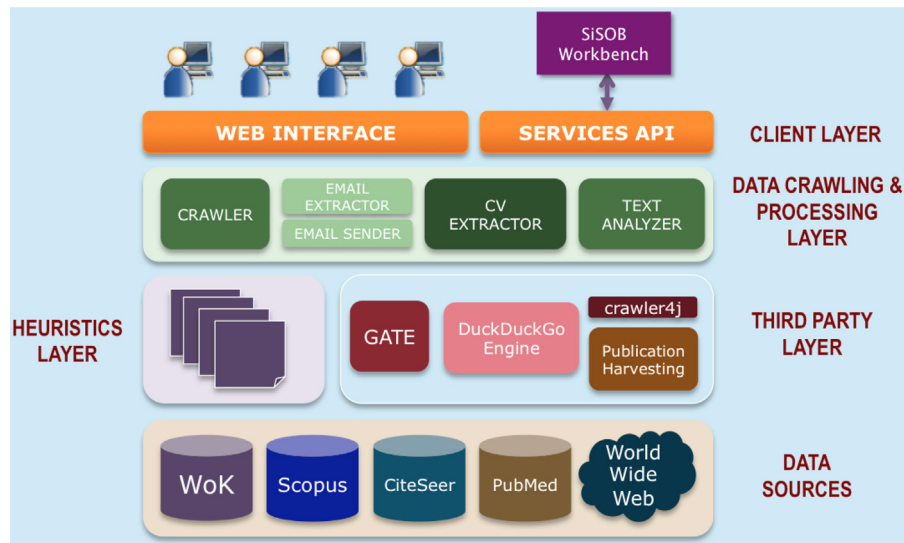 SiSOB
Workbench
WEB INTERFACE
SERVICES API
CLIENT LAYER
CRAWLER
EMAIL
EXTRACTOR
EMAIL SENDER
CV
EXTRACTOR
TEXT
ANALYZER
DATA CRAWLING &
PROCESSING
LAYER
HEURISTICS
LAYER
GATE
DuckDuckGo
Engine
crawler4j
Publication
Harvesting
THIRD PARTY
LAYER
WoK
Scopus
CiteSeer
PubMed
World
Wide
Web
DATA
SOURCES